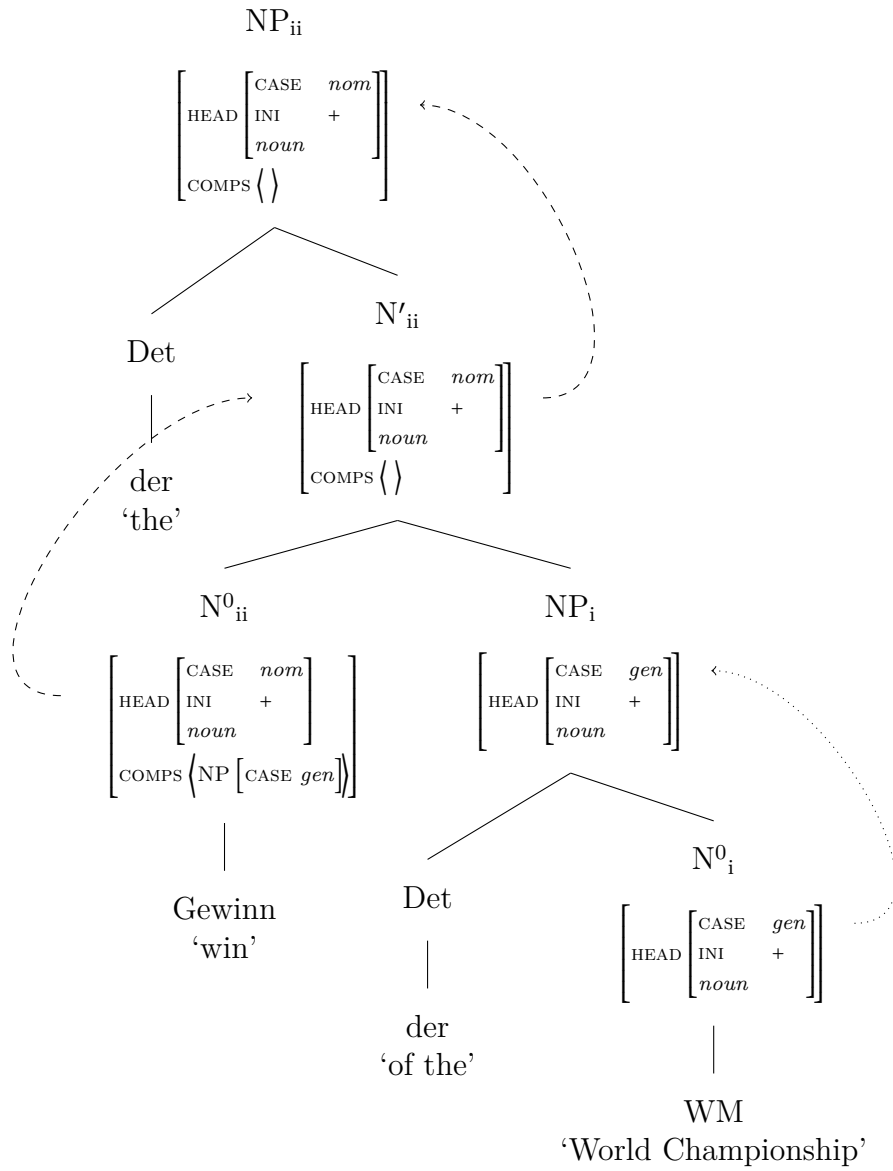 NPii
CASE nom
HEAD INI +
noun
COMPS ⟨ ⟩
N′ii
Det
CASE nom
HEAD INI +
noun
COMPS ⟨ ⟩
der
‘the’
N⁰ii
NPi
CASE nom
HEAD INI +
noun
COMPS ⟨NP [CASE gen]⟩
CASE gen
HEAD INI +
noun
N⁰i
Det
Gewinn
‘win’
CASE gen
HEAD INI +
noun
der
‘of the’
WM
‘World Championship’